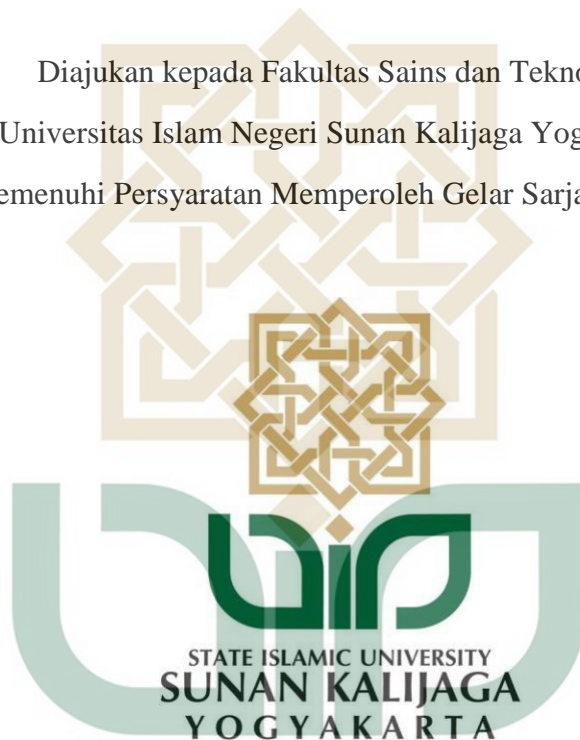 Diajukan kepada Fakultas Sains dan Tekno
Universitas Islam Negeri Sunan Kalijaga Yog
emenuhi Persyaratan Memperoleh Gelar Sarja
uin
STATE ISLAMIC UNIVERSITY
SUNAN KALIJAGA
YOGYAKARTA